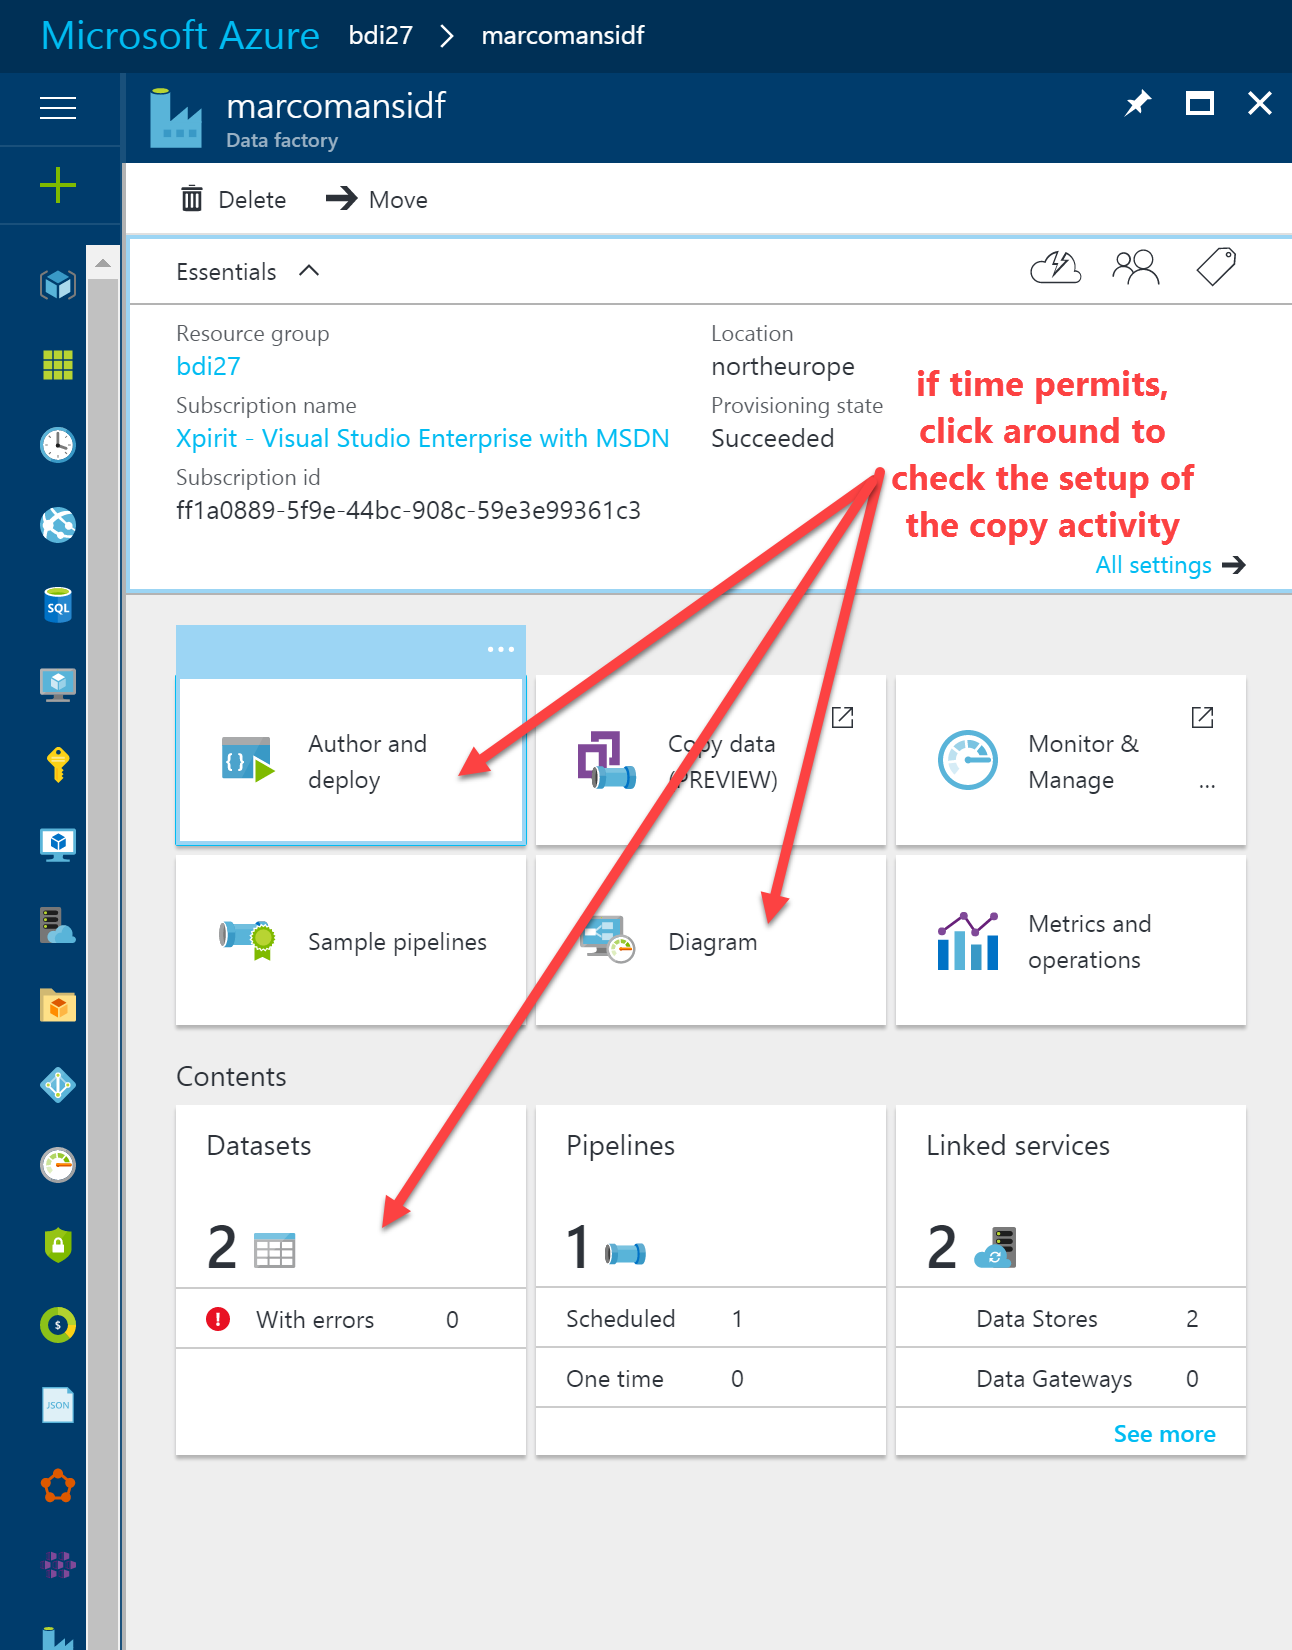 Microsoft Azure bdi27 > marcomansidf
marcomansidf
Data factory
Delete Move
Essentials
Resource group
bdi27
Subscription name
Xpirit - Visual Studio Enterprise with MSDN
Subscription id
ff1a0889-5f9e-44bc-908c-59e3e99361c3
Location
northeurope
Provisioning state
Succeeded
if time permits,
click around to
check the setup of
the copy activity
All settings
SQL
...
Author and
deploy
Copy data
(PREVIEW)
Monitor &
Manage ...
Sample pipelines
Diagram
Metrics and
operations
Contents
Datasets
2
With errors 0
Pipelines
1
Scheduled 1
One time 0
Linked services
2
Data Stores 2
Data Gateways 0
See more
$
JSON